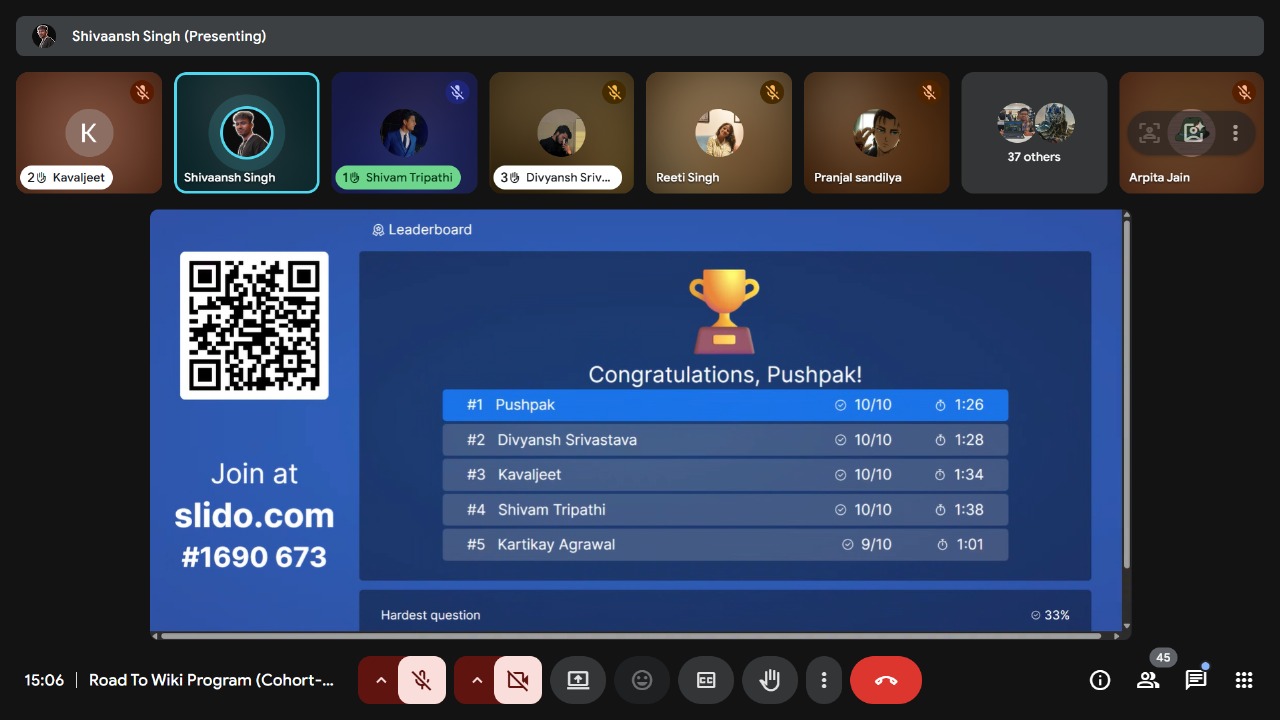 Shivaansh Singh (Presenting)
K
2 Kavaljeet
Shivaansh Singh
1 Shivam Tripathi
3 Divyansh Sriv...
Reeti Singh
Pranjal sandilya
37 others
Arpita Jain
Leaderboard
Congratulations, Pushpak!
#1 Pushpak 10/10 1:26
#2 Divyansh Srivastava 10/10 1:28
#3 Kavaljeet 10/10 1:34
#4 Shivam Tripathi 10/10 1:38
#5 Kartikay Agrawal 9/10 1:01
Hardest question 33%
Join at
slido.com
#1690 673
15:06 | Road To Wiki Program (Cohort-...
CC
45